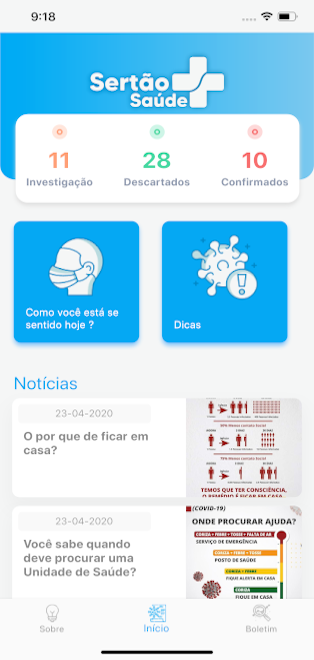 9:18
Sertão
Saúde
11
28
10
Investigação
Descartados
Confirmados
Como você está se
sentido hoje ?
Dicas
Notícias
23-04-2020
O por que de ficar em
casa?
TEMOS QUE TER CONSCIÊNCIA,
O REMÉDIO É FICAR EM CASA
23-04-2020
Você sabe quando
deve procurar uma
Unidade de Saúde?
(COVID-19)
ONDE PROCURAR AJUDA?
CORIZA + FEBRE + TOSSE + FALTA DE AR
SERVIÇO DE EMERGÊNCIA
CORIZA + FEBRE + TOSSE
POSTO DE SAÚDE
CORIZA + FEBRE
FIQUE ALERTA EM CASA
CORIZA
FIQUE EM CASA
Sobre
Início
Boletim